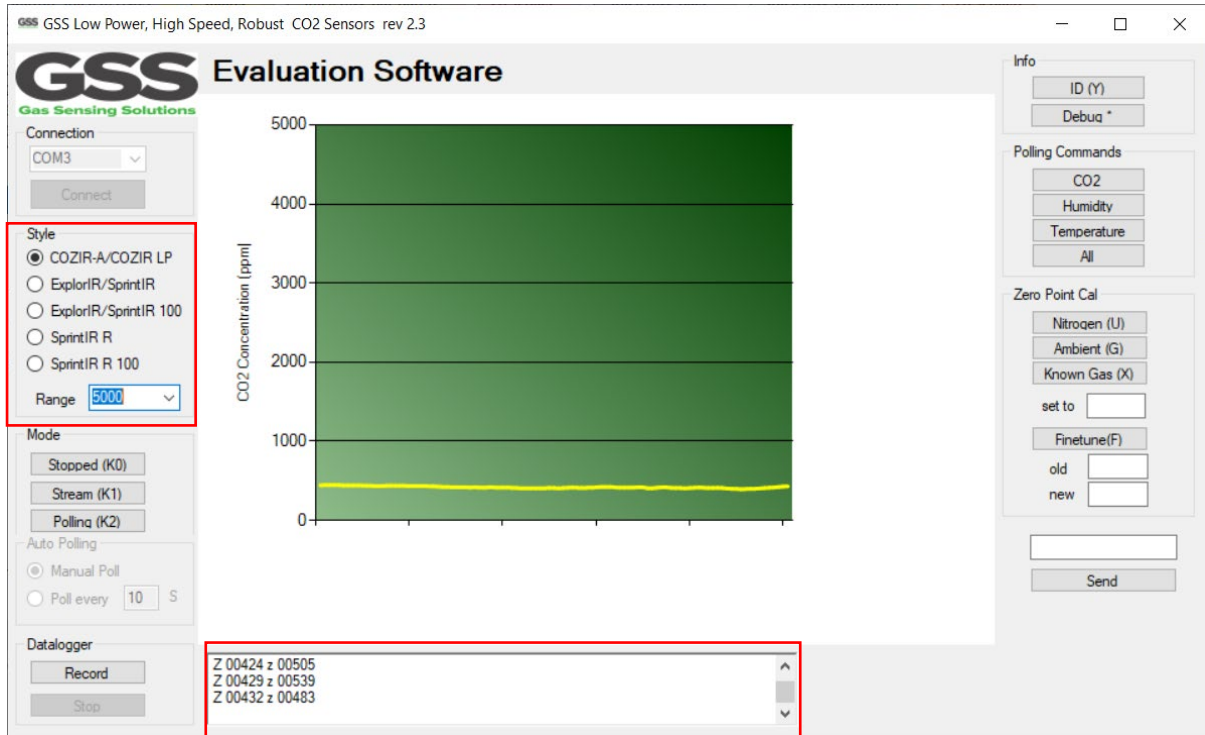 GSS GSS Low Power, High Speed, Robust CO2 Sensors rev 2.3
GSS
Gas Sensing Solutions
Evaluation Software
Connection
COM3
Connect
Style
COZIR-A/COZIR LP
ExplorIR/SprintIR
ExplorIR/SprintIR 100
SprintIR R
SprintIR R 100
Range 5000
Mode
Stopped (K0)
Stream (K1)
Polling (K2)
Auto Polling
Manual Poll
Poll every 10 S
Datalogger
Record
Stop
CO2 Concentration [ppm]
5000
4000
3000
2000
1000
0
Z 00424 z 00505
Z 00429 z 00539
Z 00432 z 00483
Info
ID (Y)
Debug *
Polling Commands
CO2
Humidity
Temperature
All
Zero Point Cal
Nitrogen (U)
Ambient (G)
Known Gas (X)
set to
Finetune(F)
old
new
Send